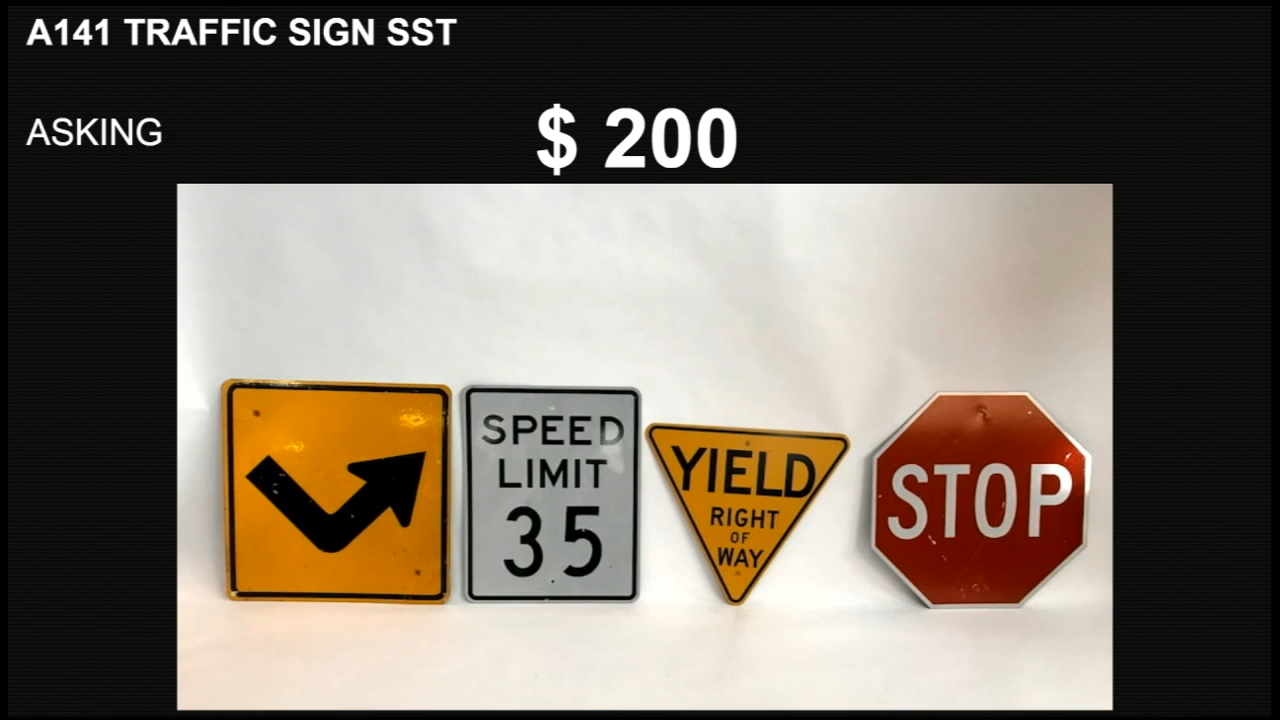 A141 TRAFFIC SIGN SST
ASKING
$ 200
SPEED
LIMIT
35
YIELD
RIGHT
OF
WAY
STOP